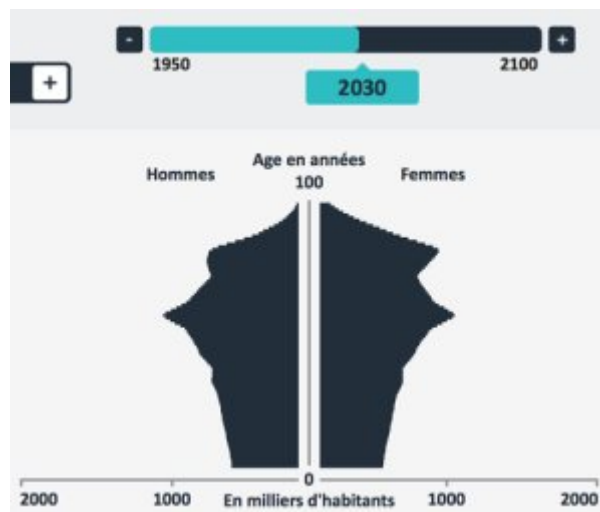 - +
1950 2100
+ 2030
Hommes Age en années Femmes
100
0
2000 1000 En milliers d'habitants 1000 2000